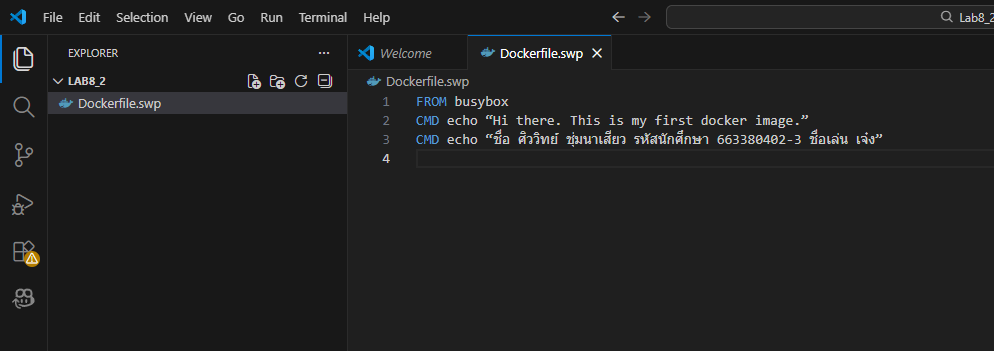 File Edit Selection View Go Run Terminal Help
Lab8_2
EXPLORER
Welcome
Dockerfile.swp
LAB8_2
Dockerfile.swp
Dockerfile.swp
1 FROM busybox
2 CMD echo “Hi there. This is my first docker image.”
3 CMD echo “ชื่อ ศิววิทย์ ชุ่มนาเสียว รหัสนักศึกษา 663380402-3 ชื่อเล่น เจ๋ง”
4